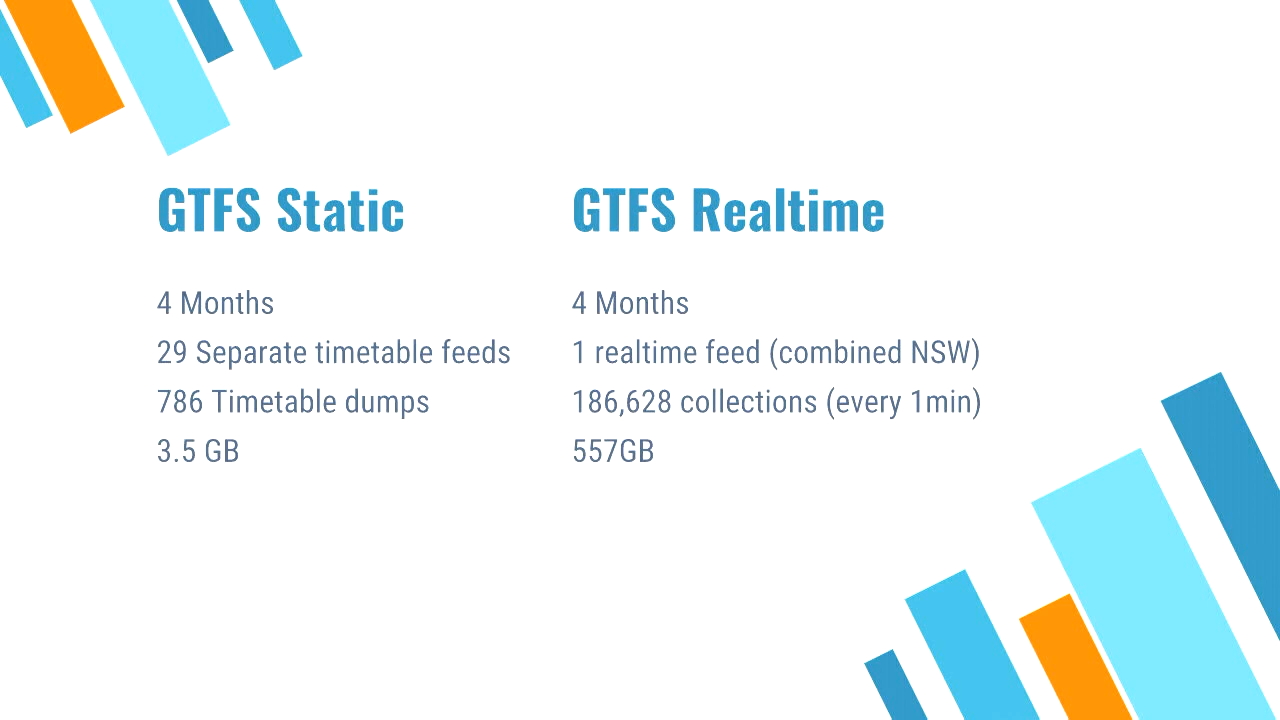 GTFS Static
4 Months
29 Separate timetable feeds
786 Timetable dumps
3.5 GB
GTFS Realtime
4 Months
1 realtime feed (combined NSW)
186,628 collections (every 1min)
557GB